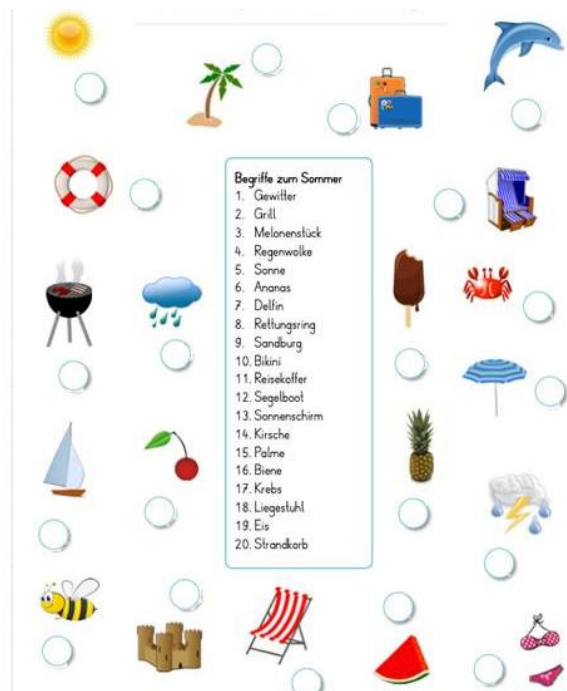 Begriffe zum Sommer
1. Gewitter
2. Grill
3. Melonenstück
4. Regenwolke
5. Sonne
6. Ananas
7. Delfin
8. Rettungsring
9. Sandburg
10. Bikini
11. Reisekoffer
12. Segelboot
13. Sonnenschirm
14. Kirsche
15. Palme
16. Biene
17. Krebs
18. Liegestuhl
19. Eis
20. Strandkorb